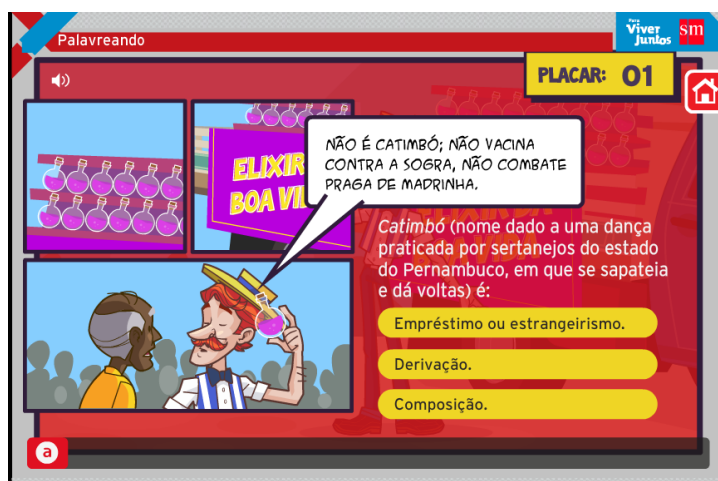 Palavreando
Para
Viver
Juntos
sm
PLACAR: 01
ELIXIR
BOA VI
NÃO É CATIMBÓ; NÃO VACINA
CONTRA A SOGRA, NÃO COMBATE
PRAGA DE MADRINHA.
Catimbó (nome dado a uma dança
praticada por sertanejos do estado
do Pernambuco, em que se sapateia
e dá voltas) é:
Empréstimo ou estrangeirismo.
Derivação.
Composição.
a